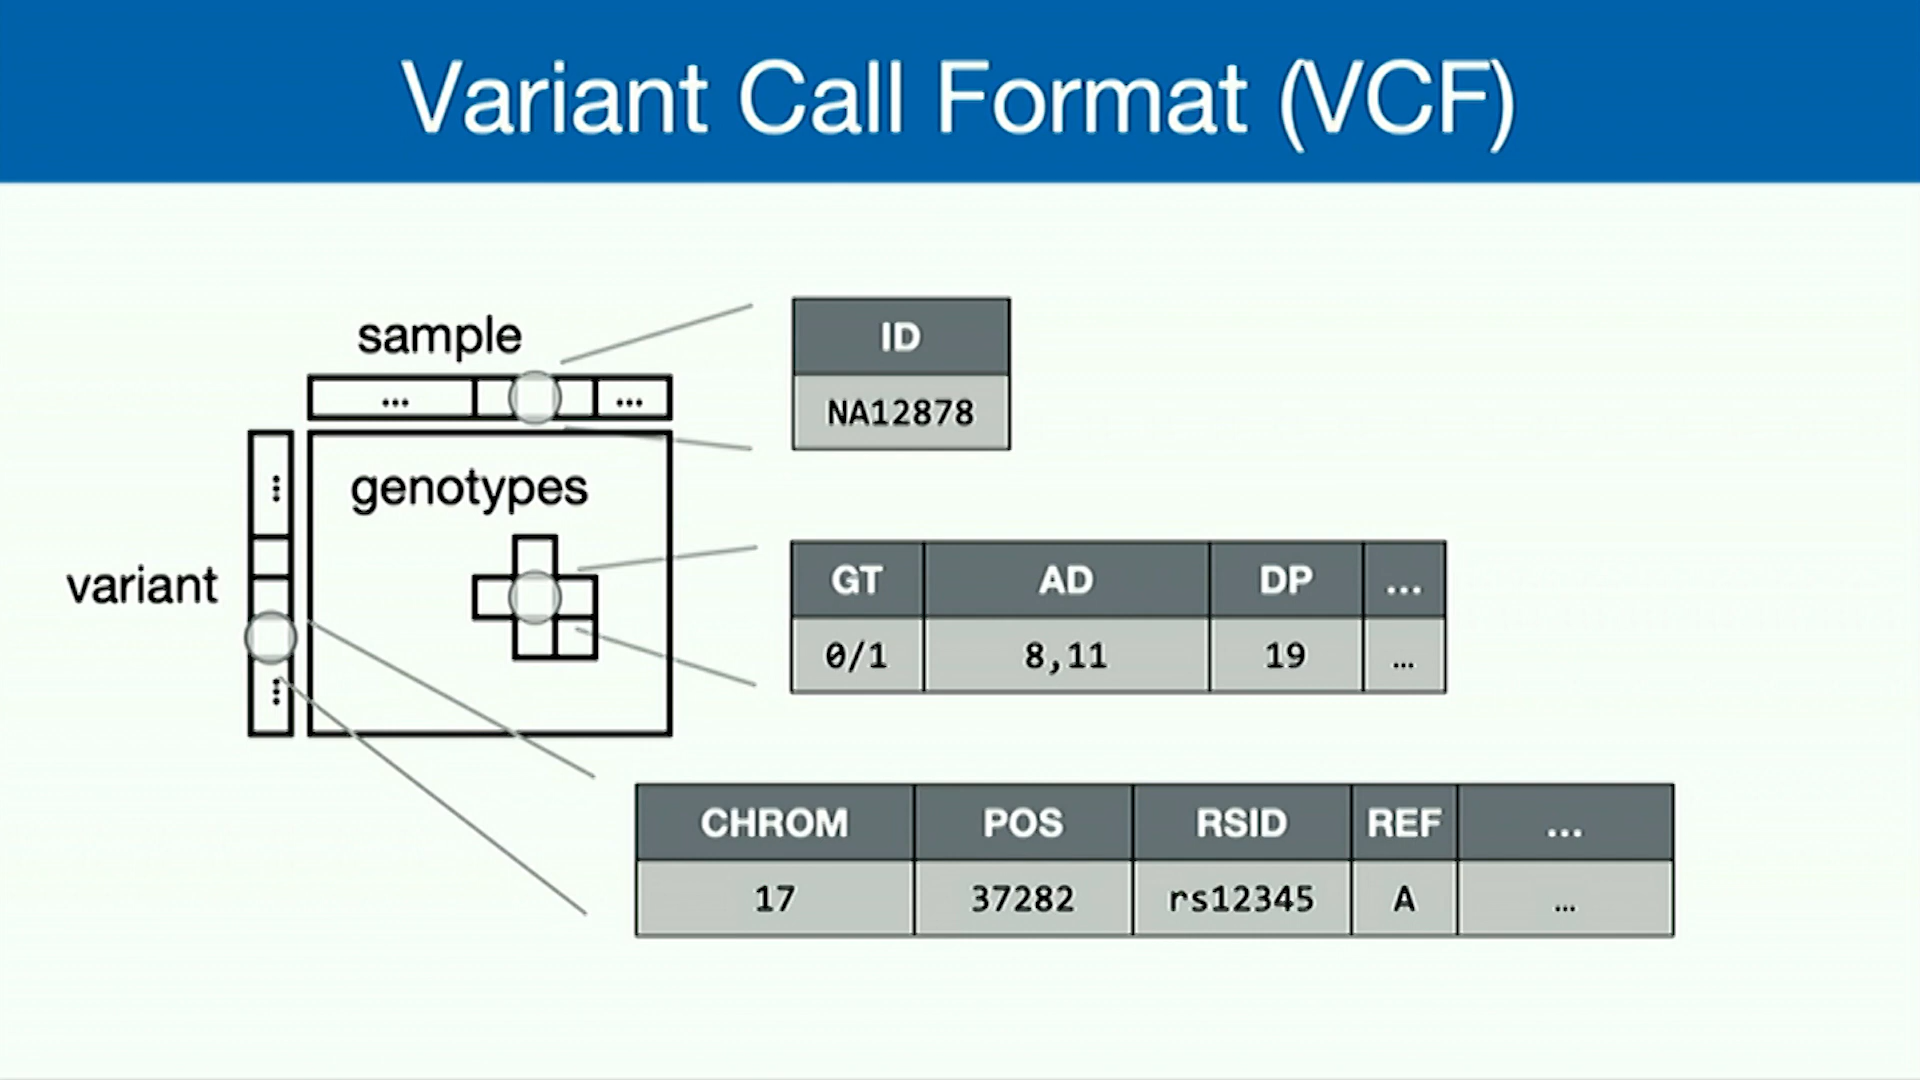 Variant Call Format (VCF)
sample
... ...
genotypes
variant
ID
NA12878
GT AD DP ...
0/1 8,11 19 ...
CHROM POS RSID REF ...
17 37282 rs12345 A ...